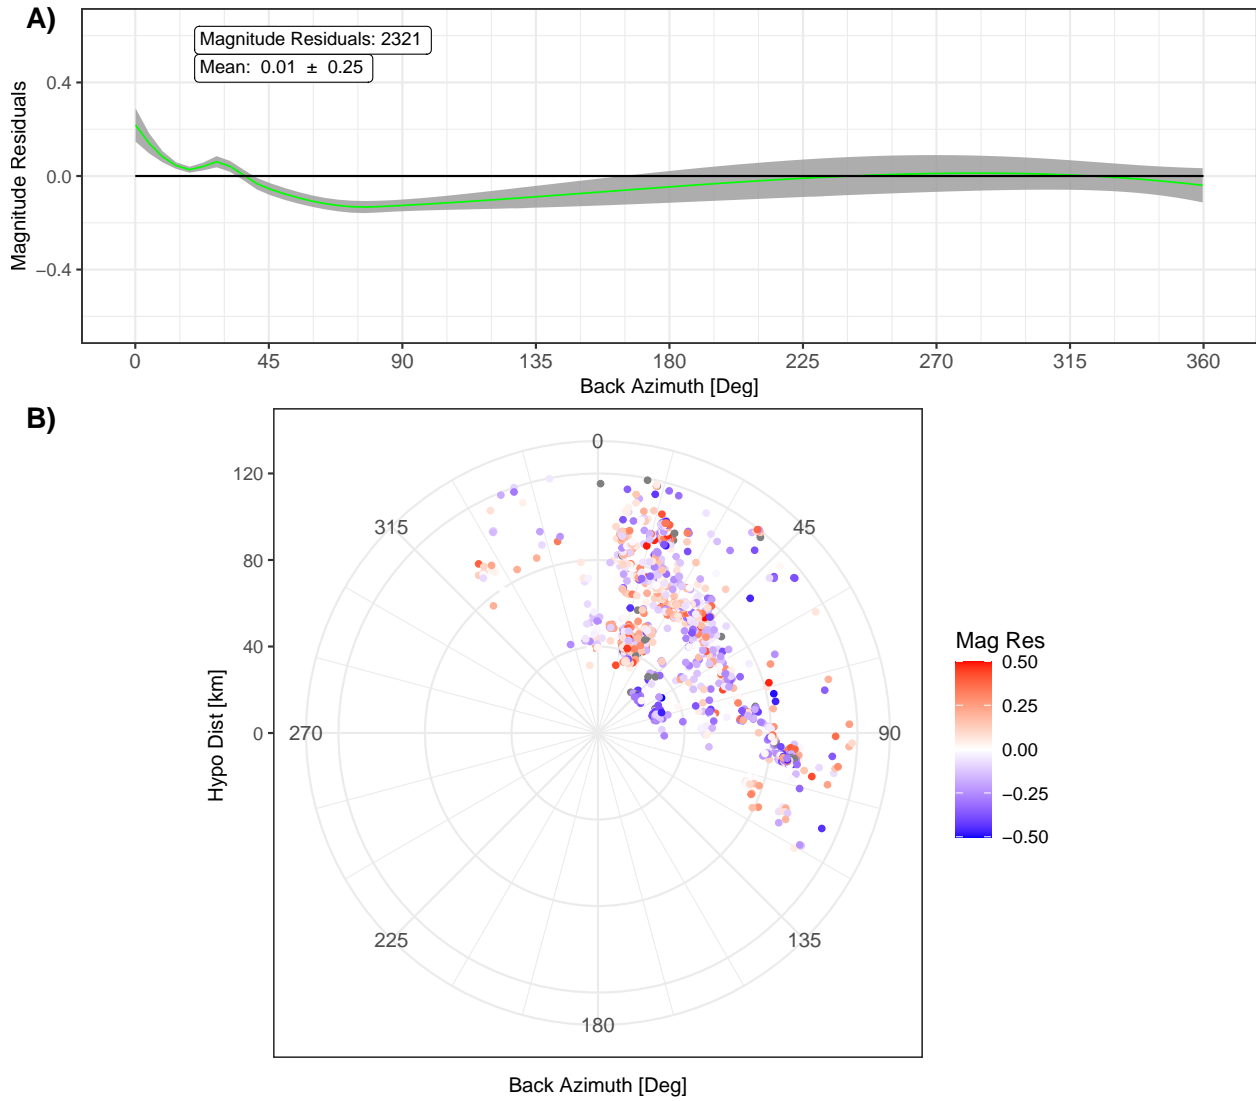 A)
Magnitude Residuals: 2321
Mean:  0.01  ±  0.25
0.4
0.0
−0.4
Magnitude Residuals
0 45 90 135 180 225 270 315 360
Back Azimuth [Deg]
B)
0
45
90
135
180
225
270
315
120
80
40
0
Hypo Dist [km]
Back Azimuth [Deg]
Mag Res
0.50
0.25
0.00
−0.25
−0.50